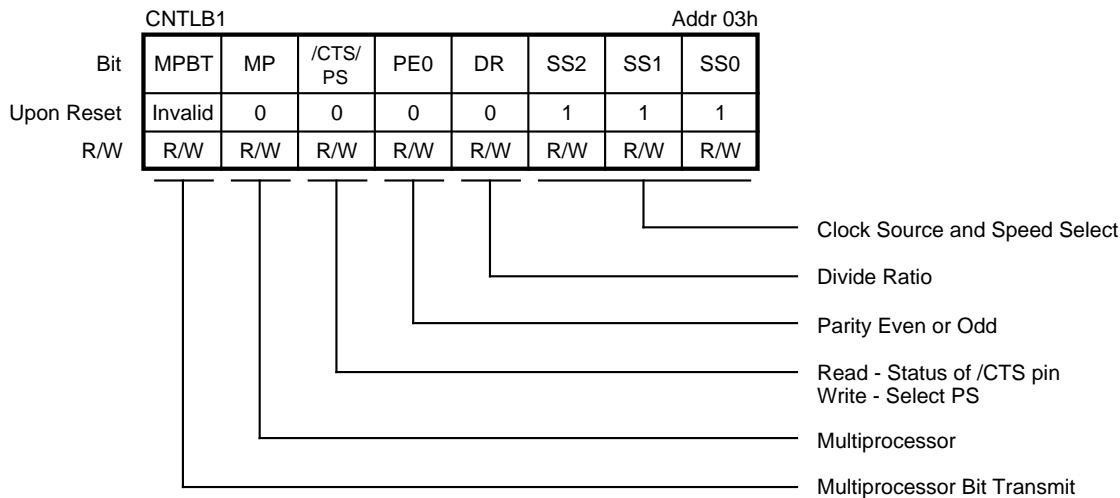 CNTLB1 Addr 03h
Bit MPBT MP /CTS/ PS PE0 DR SS2 SS1 SS0
Upon Reset Invalid 0 0 0 0 1 1 1
R/W R/W R/W R/W R/W R/W R/W R/W R/W
Clock Source and Speed Select
Divide Ratio
Parity Even or Odd
Read - Status of /CTS pin
Write - Select PS
Multiprocessor
Multiprocessor Bit Transmit